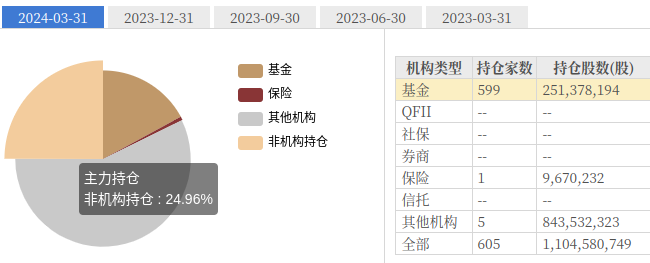 2024-03-31 2023-12-31 2023-09-30 2023-06-30 2023-03-31
基金
保险
其他机构
非机构持仓
主力持仓
非机构持仓 : 24.96%
机构类型 持仓家数 持仓股数(股)
基金 599 251,378,194
QFII -- --
社保 -- --
券商 -- --
保险 1 9,670,232
信托 -- --
其他机构 5 843,532,323
全部 605 1,104,580,749